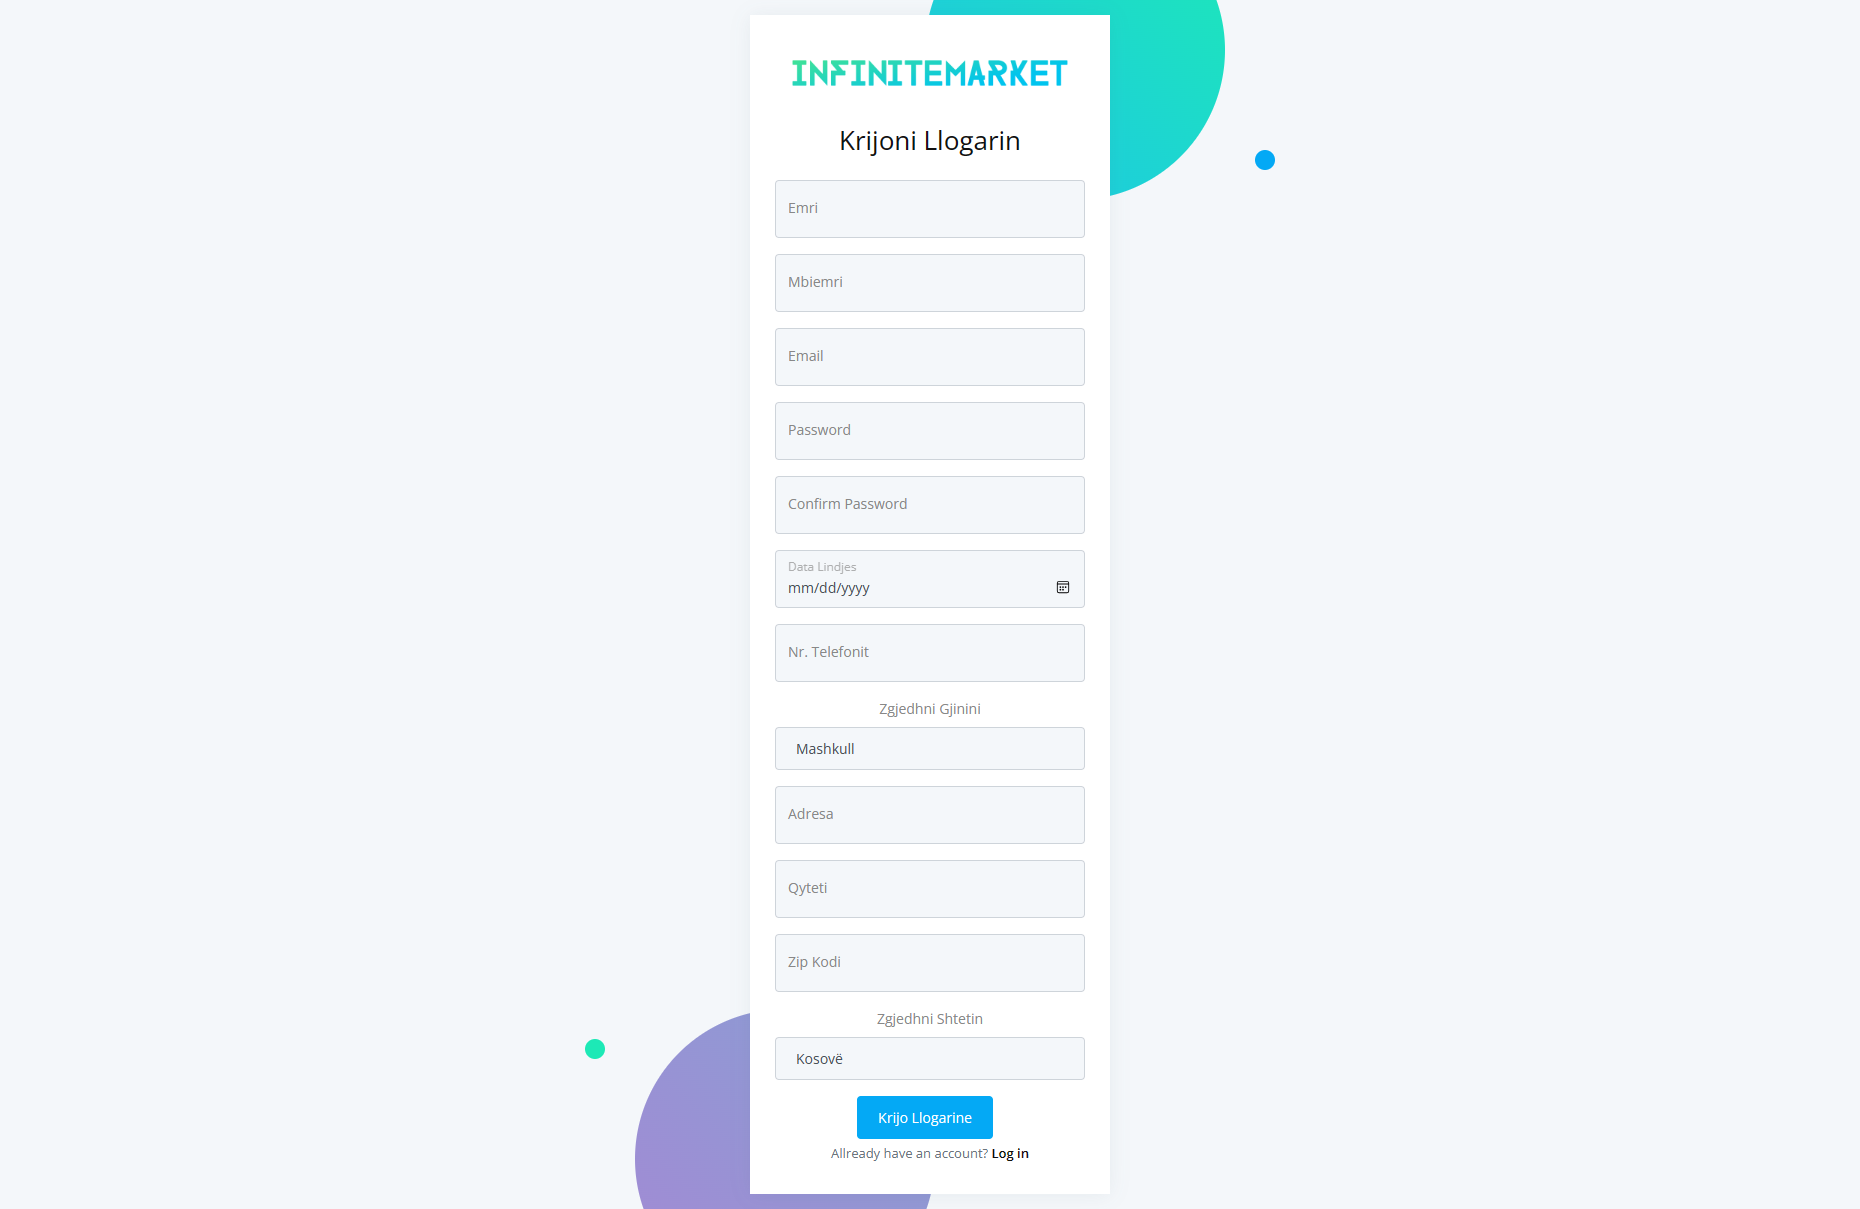 INFINITEMARKET
Krijoni Llogarin
Emri
Mbiemri
Email
Password
Confirm Password
Data Lindjes
mm/dd/yyyy
Nr. Telefonit
Zgjedhni Gjinini
Mashkull
Adresa
Qyteti
Zip Kodi
Zgjedhni Shtetin
Kosovë
Krijo Llogarine
Allready have an account? Log in